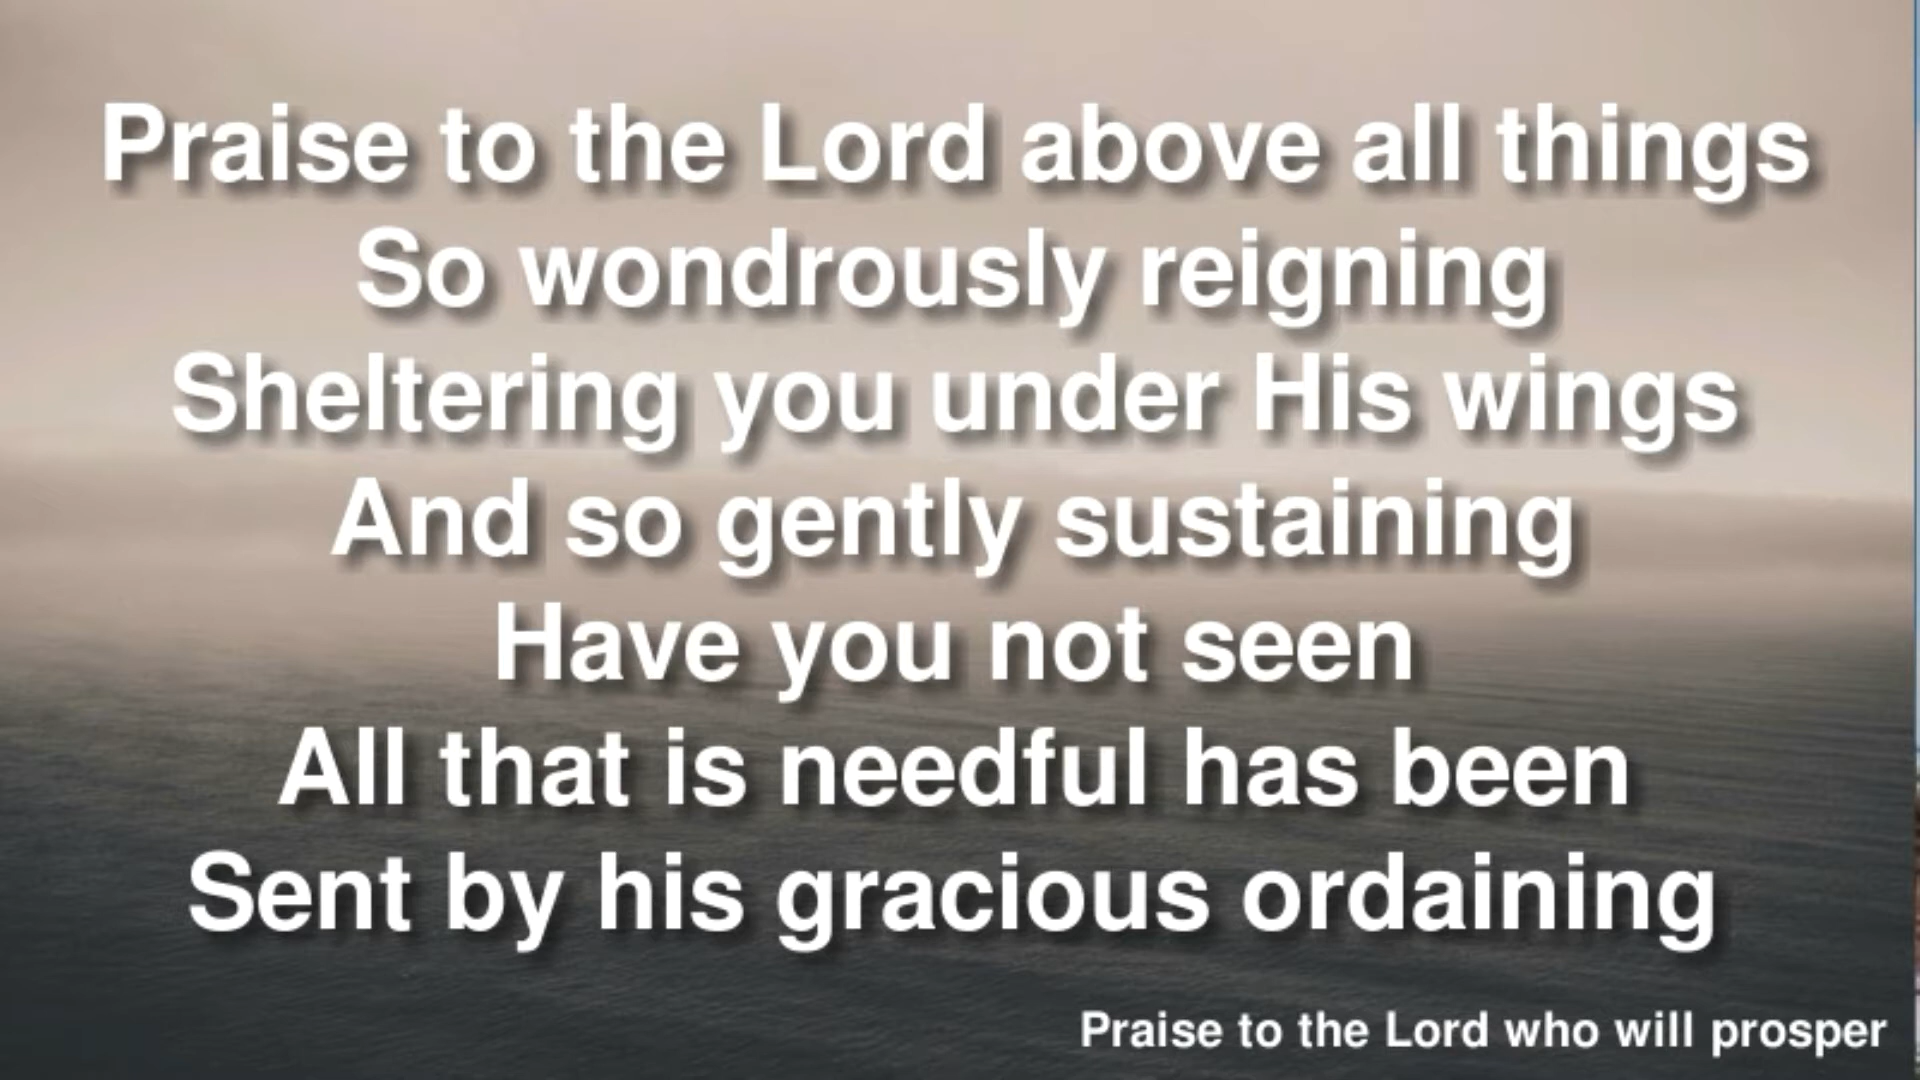 Praise to the Lord above all things
So wondrously reigning
Sheltering you under His wings
And so gently sustaining
Have you not seen
All that is needful has been
Sent by his gracious ordaining
Praise to the Lord who will prosper